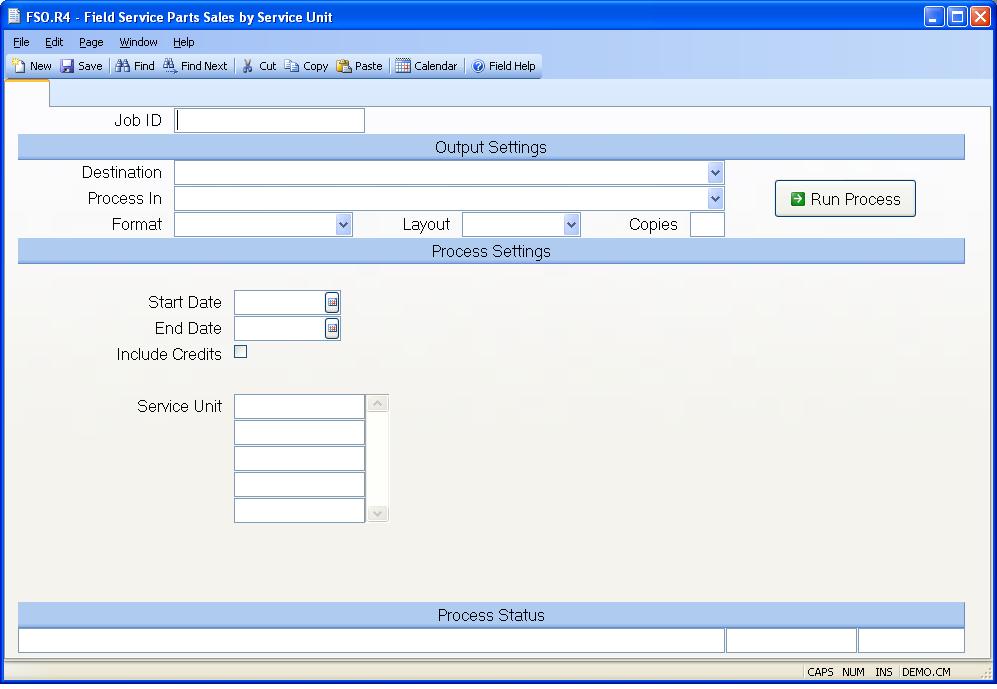 FSO.R4 - Field Service Parts Sales by Service Unit
File Edit Page Window Help
New Save Find Find Next Cut Copy Paste Calendar Field Help
Job ID
Output Settings
Destination
Process In
Run Process
Format Layout Copies
Process Settings
Start Date
End Date
Include Credits
Service Unit
Process Status
CAPS NUM INS DEMO.CM